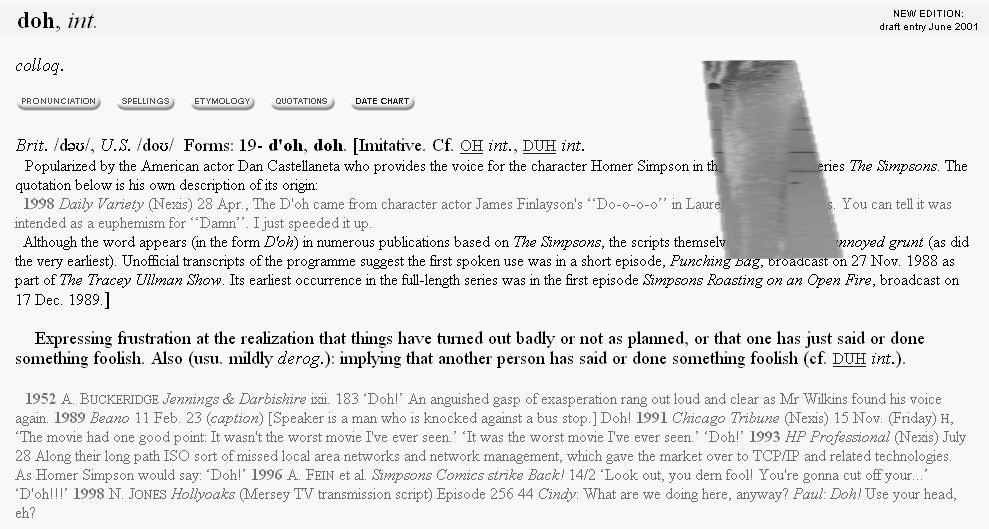 doh, int.
NEW EDITION:
draft entry June 2001
colloq.
PRONUNCIATION SPELLINGS ETYMOLOGY QUOTATIONS DATE CHART
Brit. /dəʊ/, U.S. /doʊ/ Forms: 19- d'oh, doh. [Imitative. Cf. OH int., DUH int.
Popularized by the American actor Dan Castellaneta who provides the voice for the character Homer Simpson in The Simpsons. The
quotation below is his own description of its origin:
1998 Daily Variety (Nexis) 28 Apr., The D'oh came from character actor James Finlayson's ‘‘Do-o-o-o’’ in You can tell it was
intended as a euphemism for ‘‘Damn’’. I just speeded it up.
Although the word appears (in the form D'oh) in numerous publications based on The Simpsons, the scripts grunt (as did
the very earliest). Unofficial transcripts of the programme suggest the first spoken use was in a short episode, Punching Bag, broadcast on 27 Nov. 1988 as
part of The Tracey Ullman Show. Its earliest occurrence in the full-length series was in the first episode Simpsons Roasting on an Open Fire, broadcast on
17 Dec. 1989.]
Expressing frustration at the realization that things have turned out badly or not as planned, or that one has just said or done
something foolish. Also (usu. mildly derog.): implying that another person has said or done something foolish (cf. DUH int.).
1952 A. BUCKERIDGE Jennings & Darbishire ixii. 183 ‘Doh!’ An anguished gasp of exasperation rang out loud and clear as Mr Wilkins found his voice
again. 1989 Beano 11 Feb. 23 (caption) [Speaker is a man who is knocked against a bus stop.] Doh! 1991 Chicago Tribune (Nexis) 15 Nov. (Friday) H,
‘The movie had one good point: It wasn't the worst movie I've ever seen.’ ‘It was the worst movie I've ever seen.’ ‘Doh!’ 1993 HP Professional (Nexis) July
28 Along their long path ISO sort of missed local area networks and network management, which gave the market over to TCP/IP and related technologies.
As Homer Simpson would say: ‘Doh!’ 1996 A. FEIN et al. Simpsons Comics strike Back! 14/2 ‘Look out, you dern fool! You're gonna cut off your...’
‘D'oh!!!’ 1998 N. JONES Hollyoaks (Mersey TV transmission script) Episode 256 44 Cindy: What are we doing here, anyway? Paul: Doh! Use your head,
eh?